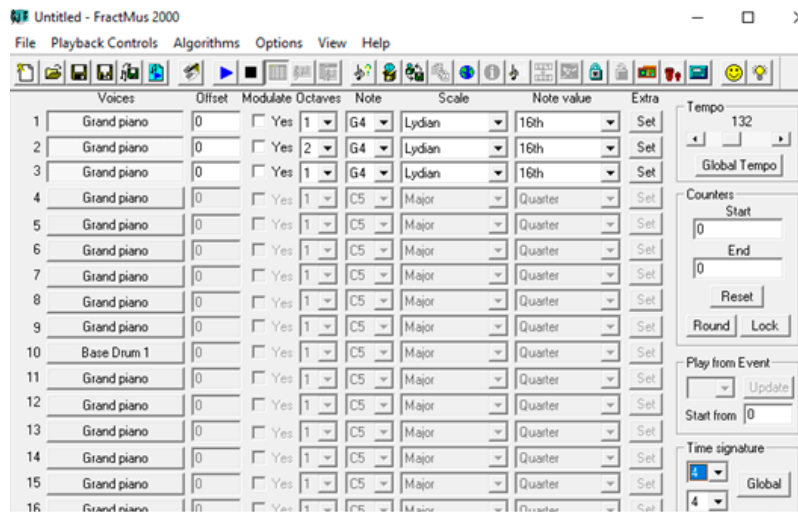 Untitled - FractMus 2000
File Playback Controls Algorithms Options View Help
Voices Offset Modulate Octaves Note Scale Note value Extra
1 Grand piano 0 Yes 1 G4 Lydian 16th Set
2 Grand piano 0 Yes 2 G4 Lydian 16th Set
3 Grand piano 0 Yes 1 G4 Lydian 16th Set
4 Grand piano 0 Yes 1 C5 Major Quarter Set
5 Grand piano 0 Yes 1 C5 Major Quarter Set
6 Grand piano 0 Yes 1 C5 Major Quarter Set
7 Grand piano 0 Yes 1 C5 Major Quarter Set
8 Grand piano 0 Yes 1 C5 Major Quarter Set
9 Grand piano 0 Yes 1 C5 Major Quarter Set
10 Base Drum 1 0 Yes 1 C5 Major Quarter Set
11 Grand piano 0 Yes 1 C5 Major Quarter Set
12 Grand piano 0 Yes 1 C5 Major Quarter Set
13 Grand piano 0 Yes 1 C5 Major Quarter Set
14 Grand piano 0 Yes 1 C5 Major Quarter Set
15 Grand piano 0 Yes 1 C5 Major Quarter Set
16 Grand piano 0 Yes 1 C5 Major Quarter Set
Tempo
132
Global Tempo
Counters
Start
0
End
0
Reset
Round Lock
Play from Event
Update
Start from 0
Time signature
4
Global
4